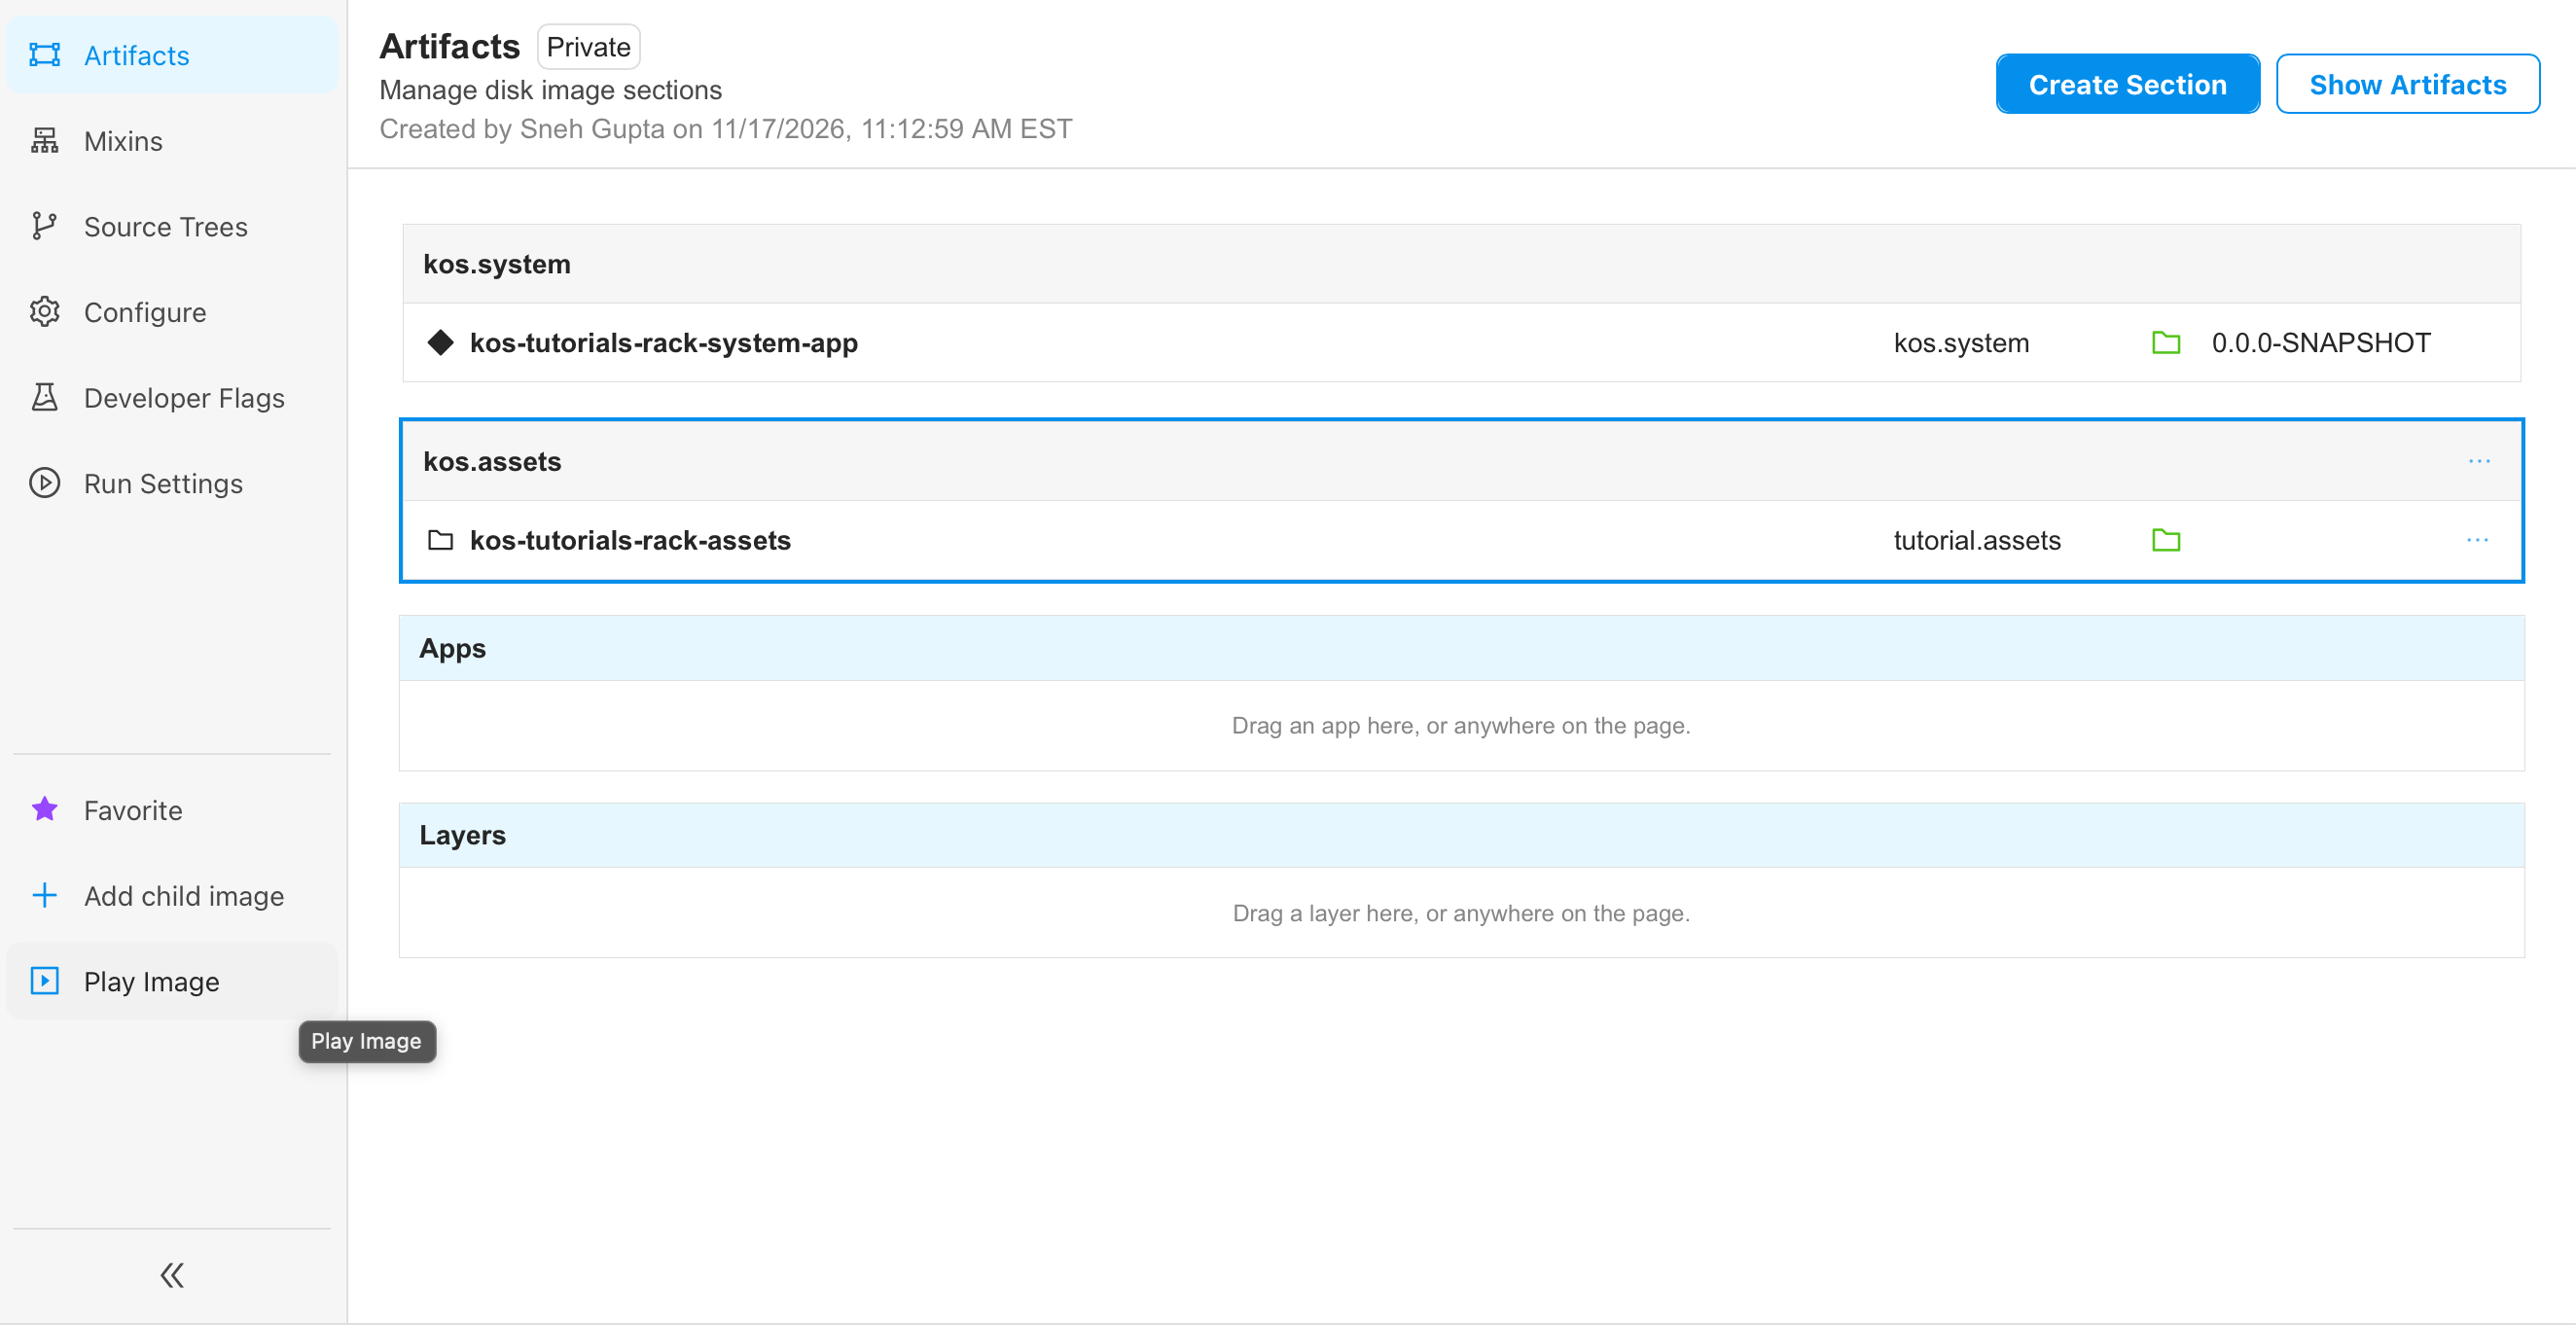 Artifacts
Mixins
Source Trees
Configure
Developer Flags
Run Settings
Favorite
Add child image
Play Image
Play Image
Artifacts Private
Manage disk image sections
Created by Sneh Gupta on 11/17/2026, 11:12:59 AM EST
Create Section Show Artifacts
kos.system
kos-tutorials-rack-system-app kos.system 0.0.0-SNAPSHOT
kos.assets
kos-tutorials-rack-assets tutorial.assets
Apps
Drag an app here, or anywhere on the page.
Layers
Drag a layer here, or anywhere on the page.